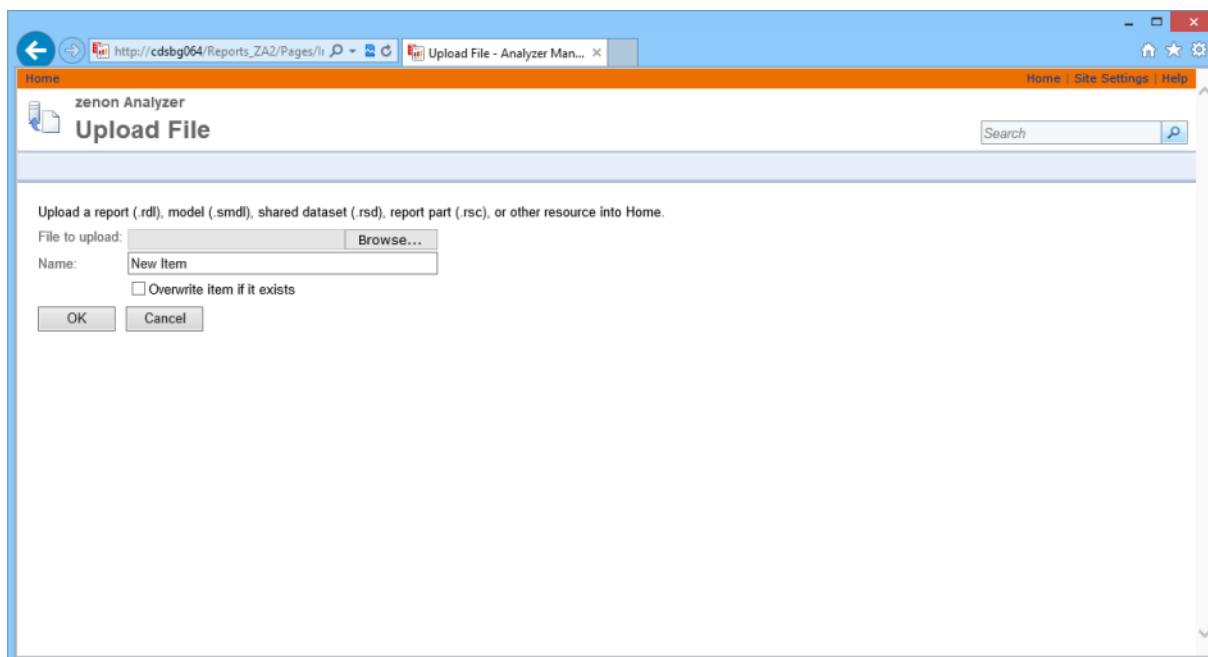 http://cdsbg064/Reports_ZA2/Pages/I
Upload File - Analyzer Man...
Home
Home | Site Settings | Help
zenon Analyzer
Upload File
Search
Upload a report (.rdl), model (.smdl), shared dataset (.rsd), report part (.rsc), or other resource into Home.
File to upload:
Browse...
Name:
New Item
Overwrite item if it exists
OK
Cancel